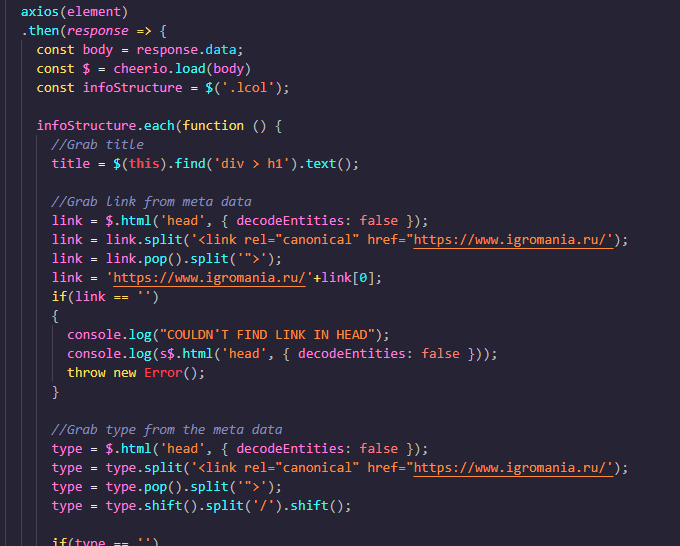 axios(element)
.then(response => {
const body = response.data;
const $ = cheerio.load(body)
const infoStructure = $('.lcol');
infoStructure.each(function () {
//Grab title
title = $(this).find('div > h1').text();
//Grab link from meta data
link = $.html('head', { decodeEntities: false });
link = link.split('<link rel="canonical" href="https://www.igromania.ru/');
link = link.pop().split('">');
link = 'https://www.igromania.ru/'+link[0];
if(link == '')
{
console.log("COULDN'T FIND LINK IN HEAD");
console.log(s$.html('head', { decodeEntities: false }));
throw new Error();
}
//Grab type from the meta data
type = $.html('head', { decodeEntities: false });
type = type.split('<link rel="canonical" href="https://www.igromania.ru/');
type = type.pop().split('">');
type = type.shift().split('/').shift();
if(type == '')